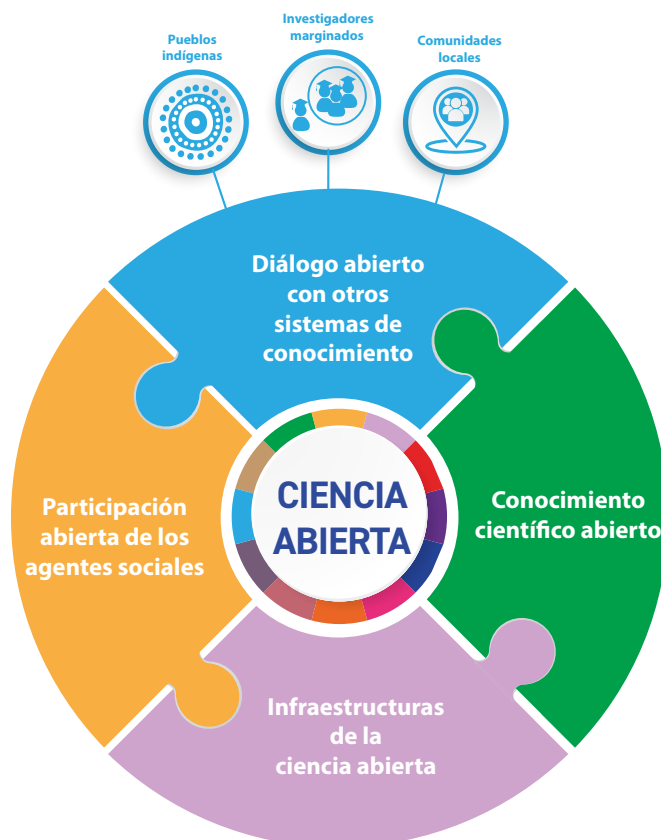 Pueblos
indígenas
Investigadores
marginados
Comunidades
locales
Diálogo abierto
con otros
sistemas de
conocimiento
Participación
abierta de los
agentes sociales
CIENCIA
ABIERTA
Conocimiento
científico abierto
Infraestructuras
de la
ciencia abierta